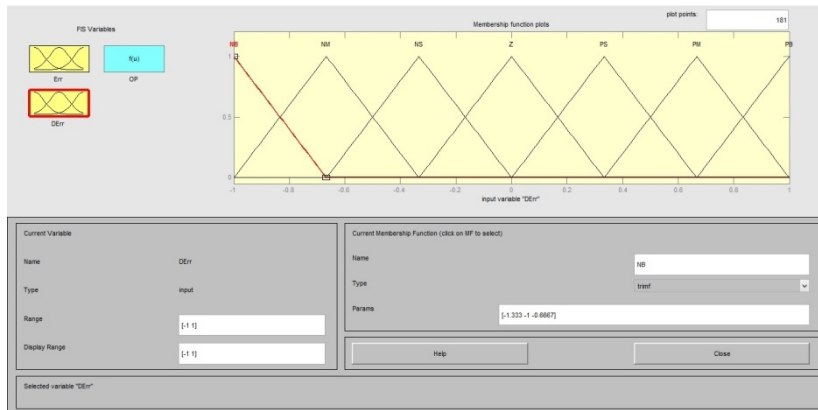 FIS Variables
Membership function plots
plot points:
181
f(u)
Err
OP
DErr
NB NM NS Z PS PM PB
1
0.5
0
-1 -0.8 -0.6 -0.4 -0.2 0 0.2 0.4 0.6 0.8 1
input variable "DErr"
Current Variable
Name DErr
Type input
Range [-1 1]
Display Range [-1 1]
Current Membership Function (click on MF to select)
Name NB
Type trimf
Params [-1.333 -1 -0.6667]
Help Close
Selected variable "DErr"